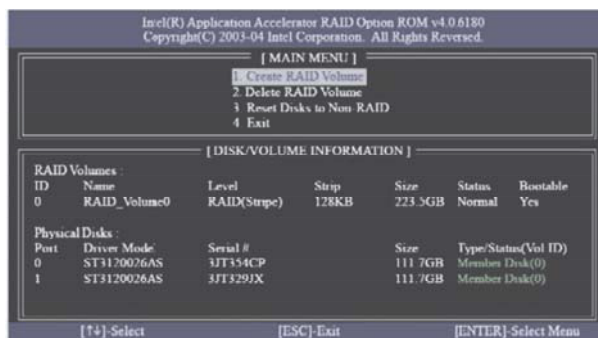 Intel(R) Application Accelerator RAID Option ROM v4.0.6180
Copyright(C) 2003-04 Intel Corporation. All Rights Reversed.
[ MAIN MENU ]
1. Create RAID Volume
2. Delete RAID Volume
3 Reset Disks to Non-RAID
4 Exit
[ DISK/VOLUME INFORMATION ]
RAID Volumes :
ID Name Level Strip Size Status Bootable
0 RAID_Volume0 RAID(Stripe) 128KB 223.5GB Normal Yes
Physical Disks :
Port Driver Model Serial # Size Type/Status(Vol ID)
0 ST3120026AS 3JT354CP 111.7GB Member Disk(0)
1 ST3120026AS 3JT329JX 111.7GB Member Disk(0)
[↑↓]-Select [ESC]-Exit [ENTER]-Select Menu